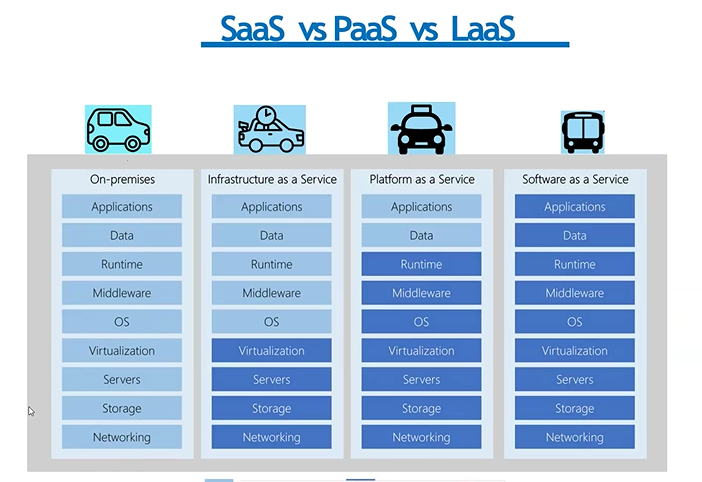 SaaS vs PaaS vs LaaS
On-premises
Applications
Data
Runtime
Middleware
OS
Virtualization
Servers
Storage
Networking
Infrastructure as a Service
Applications
Data
Runtime
Middleware
OS
Virtualization
Servers
Storage
Networking
Platform as a Service
Applications
Data
Runtime
Middleware
OS
Virtualization
Servers
Storage
Networking
Software as a Service
Applications
Data
Runtime
Middleware
OS
Virtualization
Servers
Storage
Networking